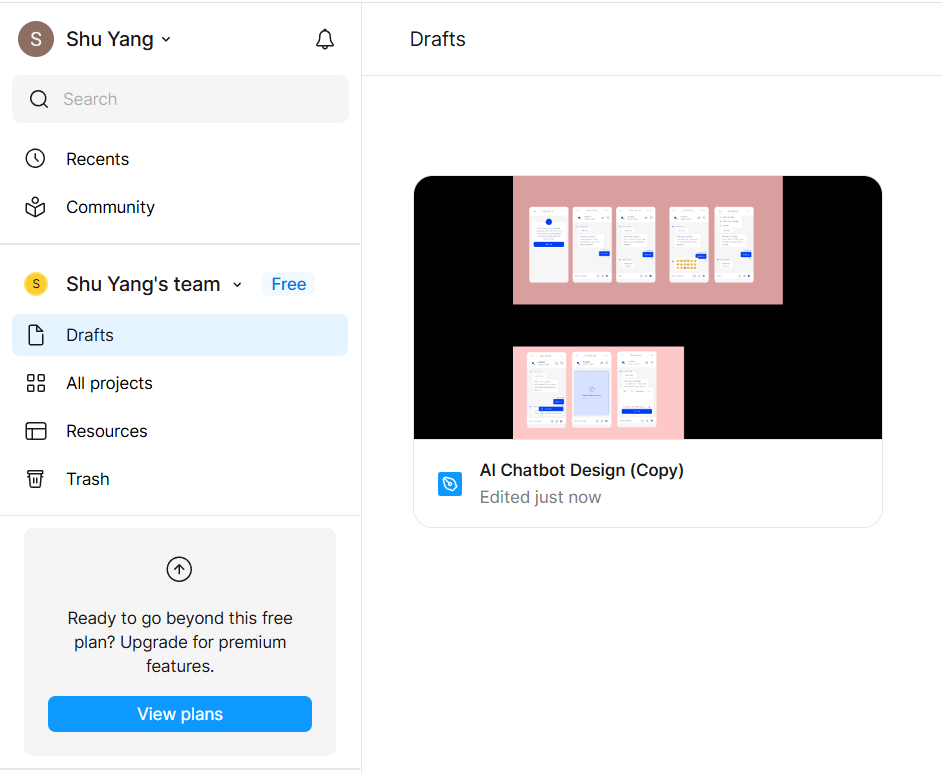 S
Shu Yang
Search
Recents
Community
S
Shu Yang's team
Free
Drafts
All projects
Resources
Trash
Ready to go beyond this free
plan? Upgrade for premium
features.
View plans
Drafts
AI Chatbot Design (Copy)
Edited just now